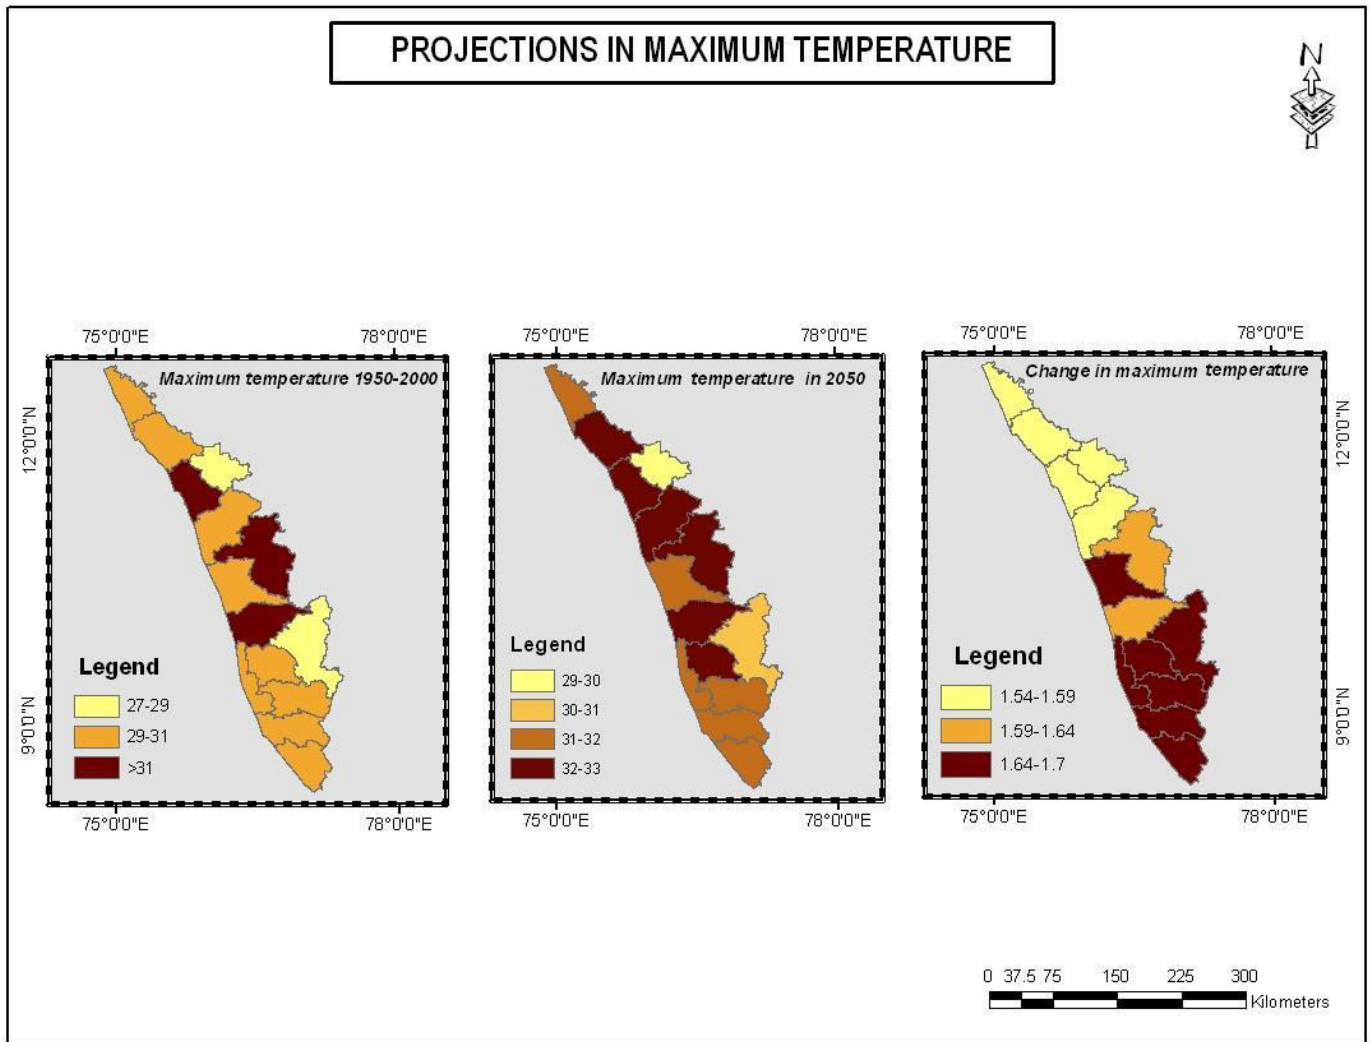 PROJECTIONS IN MAXIMUM TEMPERATURE
N
75°0'0"E 78°0'0"E
Maximum temperature 1950-2000
12°0'0"N
9°0'0"N
Legend
27-29
29-31
>31
75°0'0"E 78°0'0"E
75°0'0"E 78°0'0"E
Maximum temperature in 2050
Legend
29-30
30-31
31-32
32-33
75°0'0"E 78°0'0"E
75°0'0"E 78°0'0"E
Change in maximum temperature
12°0'0"N
9°0'0"N
Legend
1.54-1.59
1.59-1.64
1.64-1.7
75°0'0"E 78°0'0"E
0 37.5 75 150 225 300
Kilometers